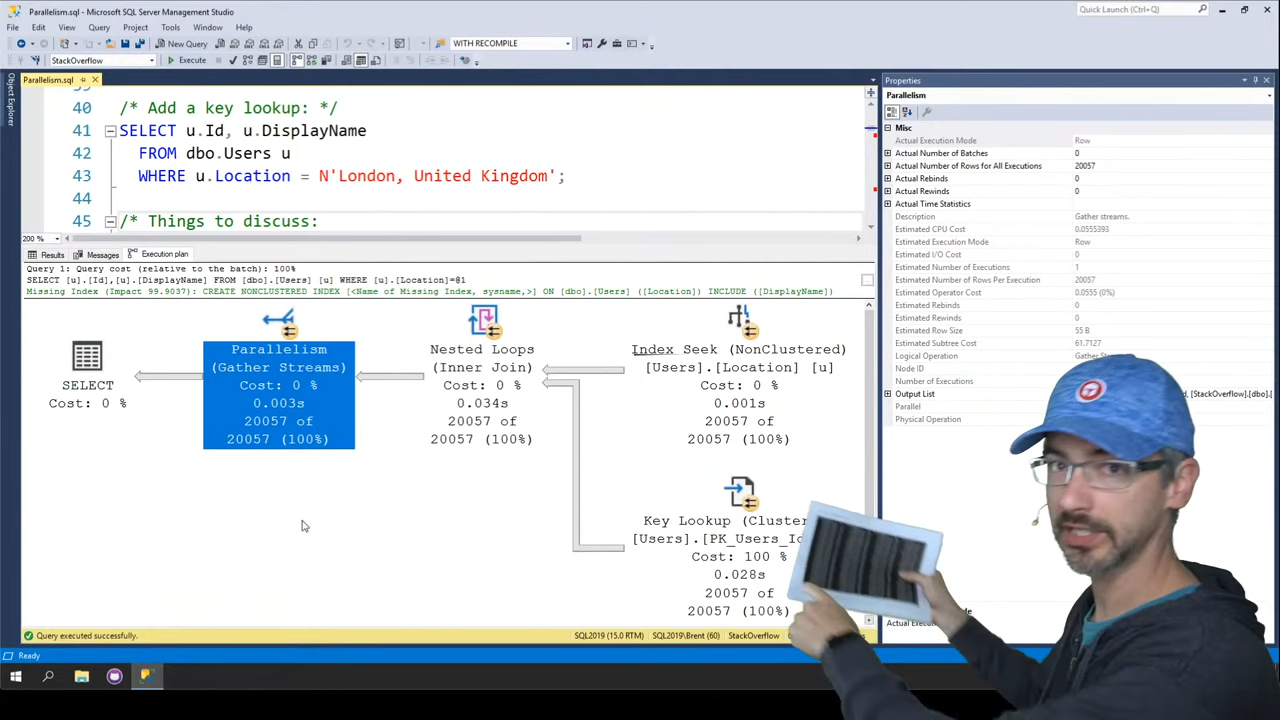 Parallelism.sql - Microsoft SQL Server Management Studio
Quick Launch (Ctrl+Q)
File Edit View Query Project Tools Window Help
New Query
WITH RECOMPILE
StackOverflow
Execute
Object Explorer
Parallelism.sql
40 /* Add a key lookup: */
41 SELECT u.Id, u.DisplayName
42 FROM dbo.Users u
43 WHERE u.Location = N'London, United Kingdom';
44
45 /* Things to discuss:
200 %
Results Messages Execution plan
Query 1: Query cost (relative to the batch): 100%
SELECT [u].[Id],[u].[DisplayName] FROM [dbo].[Users] [u] WHERE [u].[Location]=@1
Missing Index (Impact 99.9037): CREATE NONCLUSTERED INDEX [<Name of Missing Index, sysname,>] ON [dbo].[Users] ([Location]) INCLUDE ([DisplayName])
SELECT
Cost: 0 %
Parallelism
(Gather Streams)
Cost: 0 %
0.003s
20057 of
20057 (100%)
Nested Loops
(Inner Join)
Cost: 0 %
0.034s
20057 of
20057 (100%)
Index Seek (NonClustered)
[Users].[Location] [u]
Cost: 0 %
0.001s
20057 of
20057 (100%)
Key Lookup (Cluster
[Users].[PK_Users_Id
Cost: 100 %
0.028s
20057 of
20057 (100%)
Query executed successfully.
SQL2019 (15.0 RTM) SQL2019\Brent (60) StackOverflow
Ready
Properties
Parallelism
Misc
Actual Execution Mode Row
Actual Number of Batches 0
Actual Number of Rows for All Executions 20057
Actual Rebinds 0
Actual Rewinds 0
Actual Time Statistics
Description Gather streams.
Estimated CPU Cost 0.0555393
Estimated Execution Mode Row
Estimated I/O Cost 0
Estimated Number of Executions 1
Estimated Number of Rows Per Execution 20057
Estimated Operator Cost 0.0555 (0%)
Estimated Rebinds 0
Estimated Rewinds 0
Estimated Row Size 55 B
Estimated Subtree Cost 61.7127
Logical Operation
Node ID
Number of Executions
Output List , [StackOverflow].[dbo].
Parallel
Physical Operation